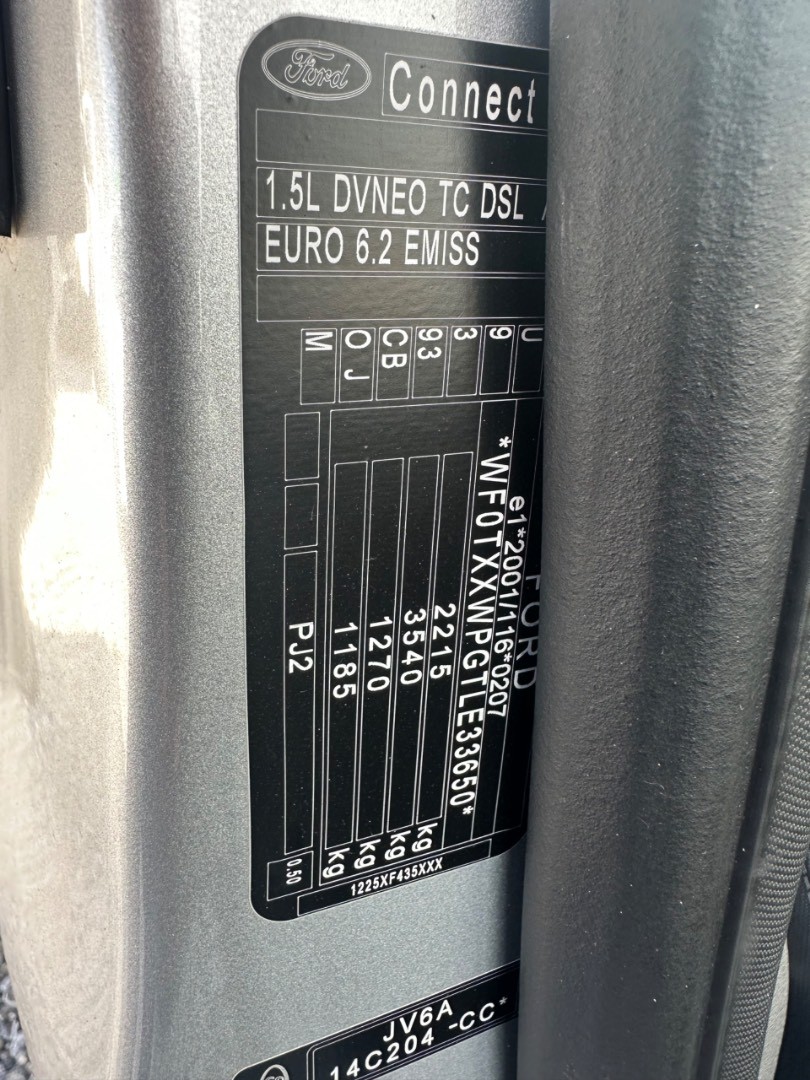 Ford
Connect
1.5L DVNEO TC DSL
EURO 6.2 EMISS
U
9
3
93
CB
O J
M
FORD
e1*2001/116*0207
*WF0TXXWPGTLE33650*
2215 kg
3540 kg
1270 kg
1185 kg
PJ2
0.50
1225XF435XXX
JV6A
14C204 -CC*